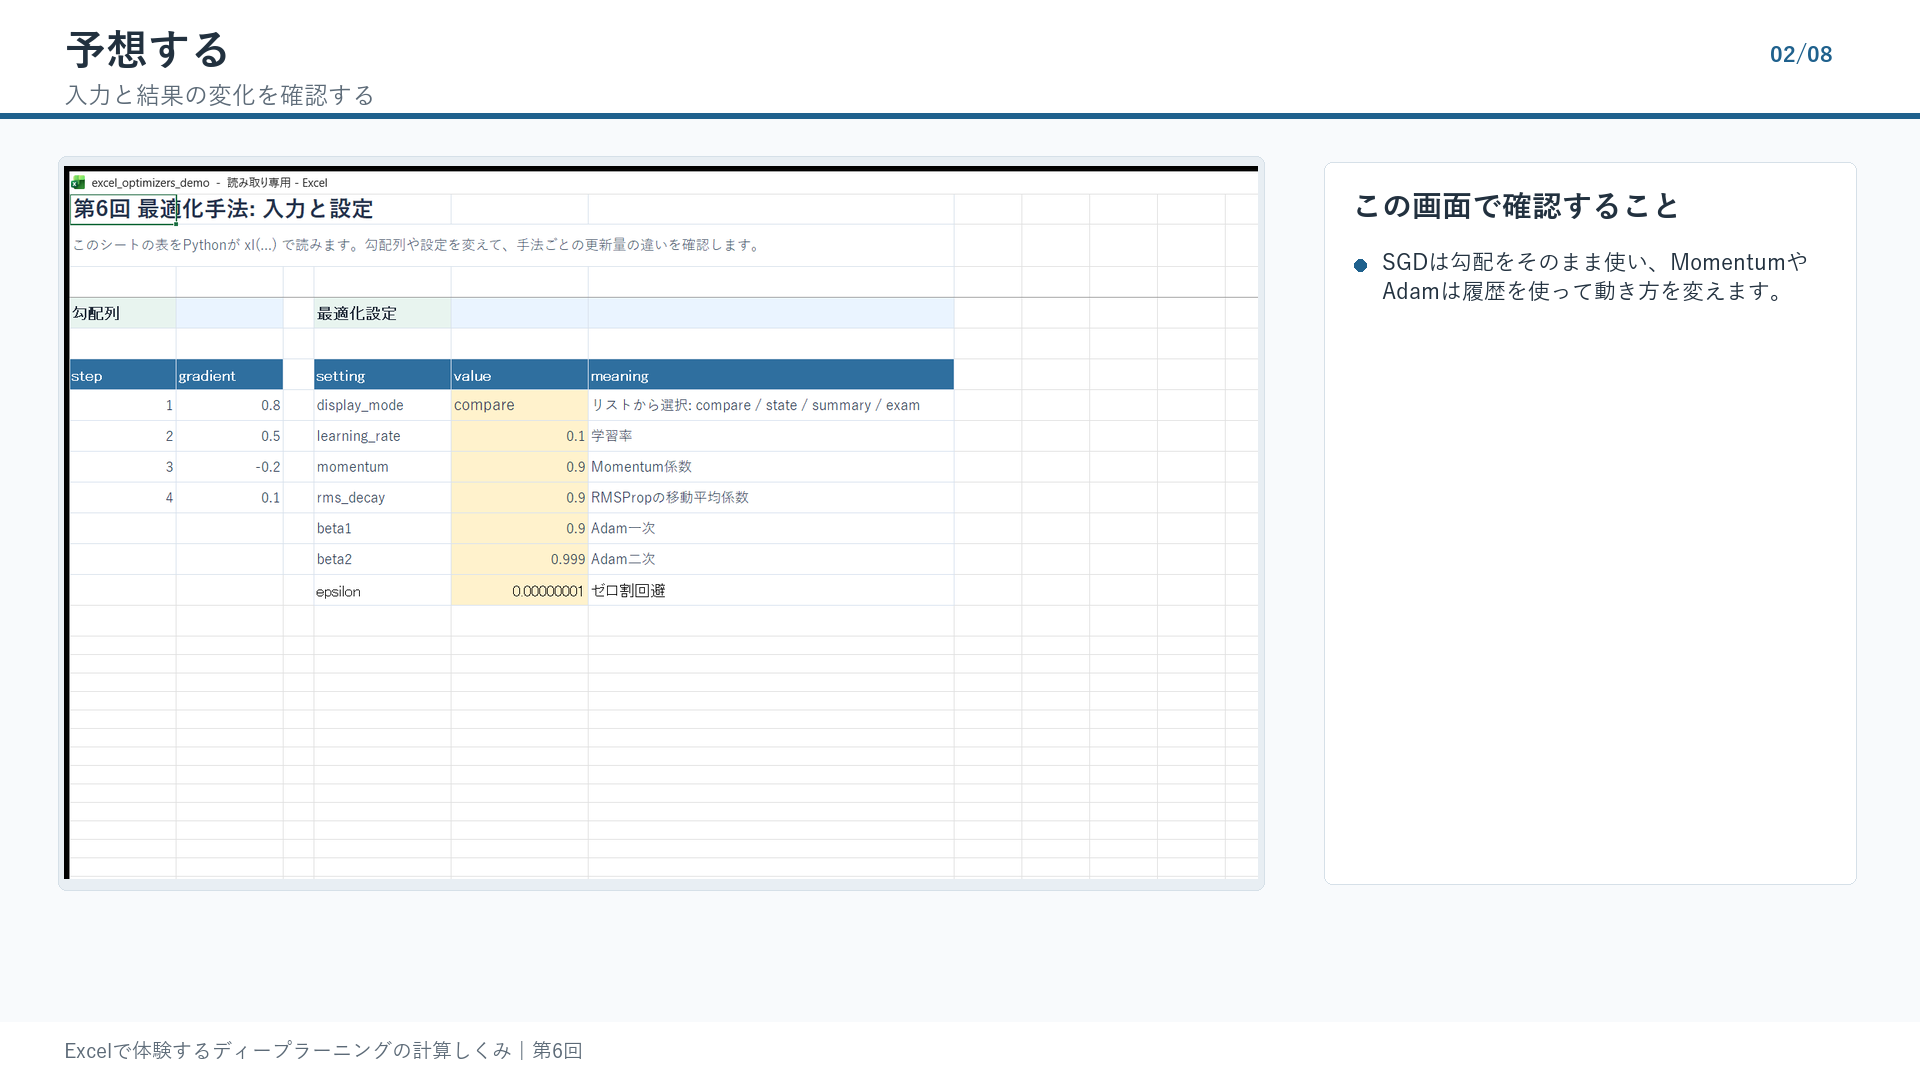 予想する
入力と結果の変化を確認する
02/08
excel_optimizers_demo - 読み取り専用 - Excel
第6回 最適化手法: 入力と設定
このシートの表をPythonが xl(...) で読みます。勾配列や設定を変えて、手法ごとの更新量の違いを確認します。
勾配列 最適化設定
step gradient setting value meaning
1 0.8 display_mode compare リストから選択: compare / state / summary / exam
2 0.5 learning_rate 0.1 学習率
3 -0.2 momentum 0.9 Momentum係数
4 0.1 rms_decay 0.9 RMSPropの移動平均係数
beta1 0.9 Adam一次
beta2 0.999 Adam二次
epsilon 0.00000001 ゼロ割回避
この画面で確認すること
SGDは勾配をそのまま使い、Momentumや
Adamは履歴を使って動き方を変えます。
Excelで体験するディープラーニングの計算しくみ｜第6回